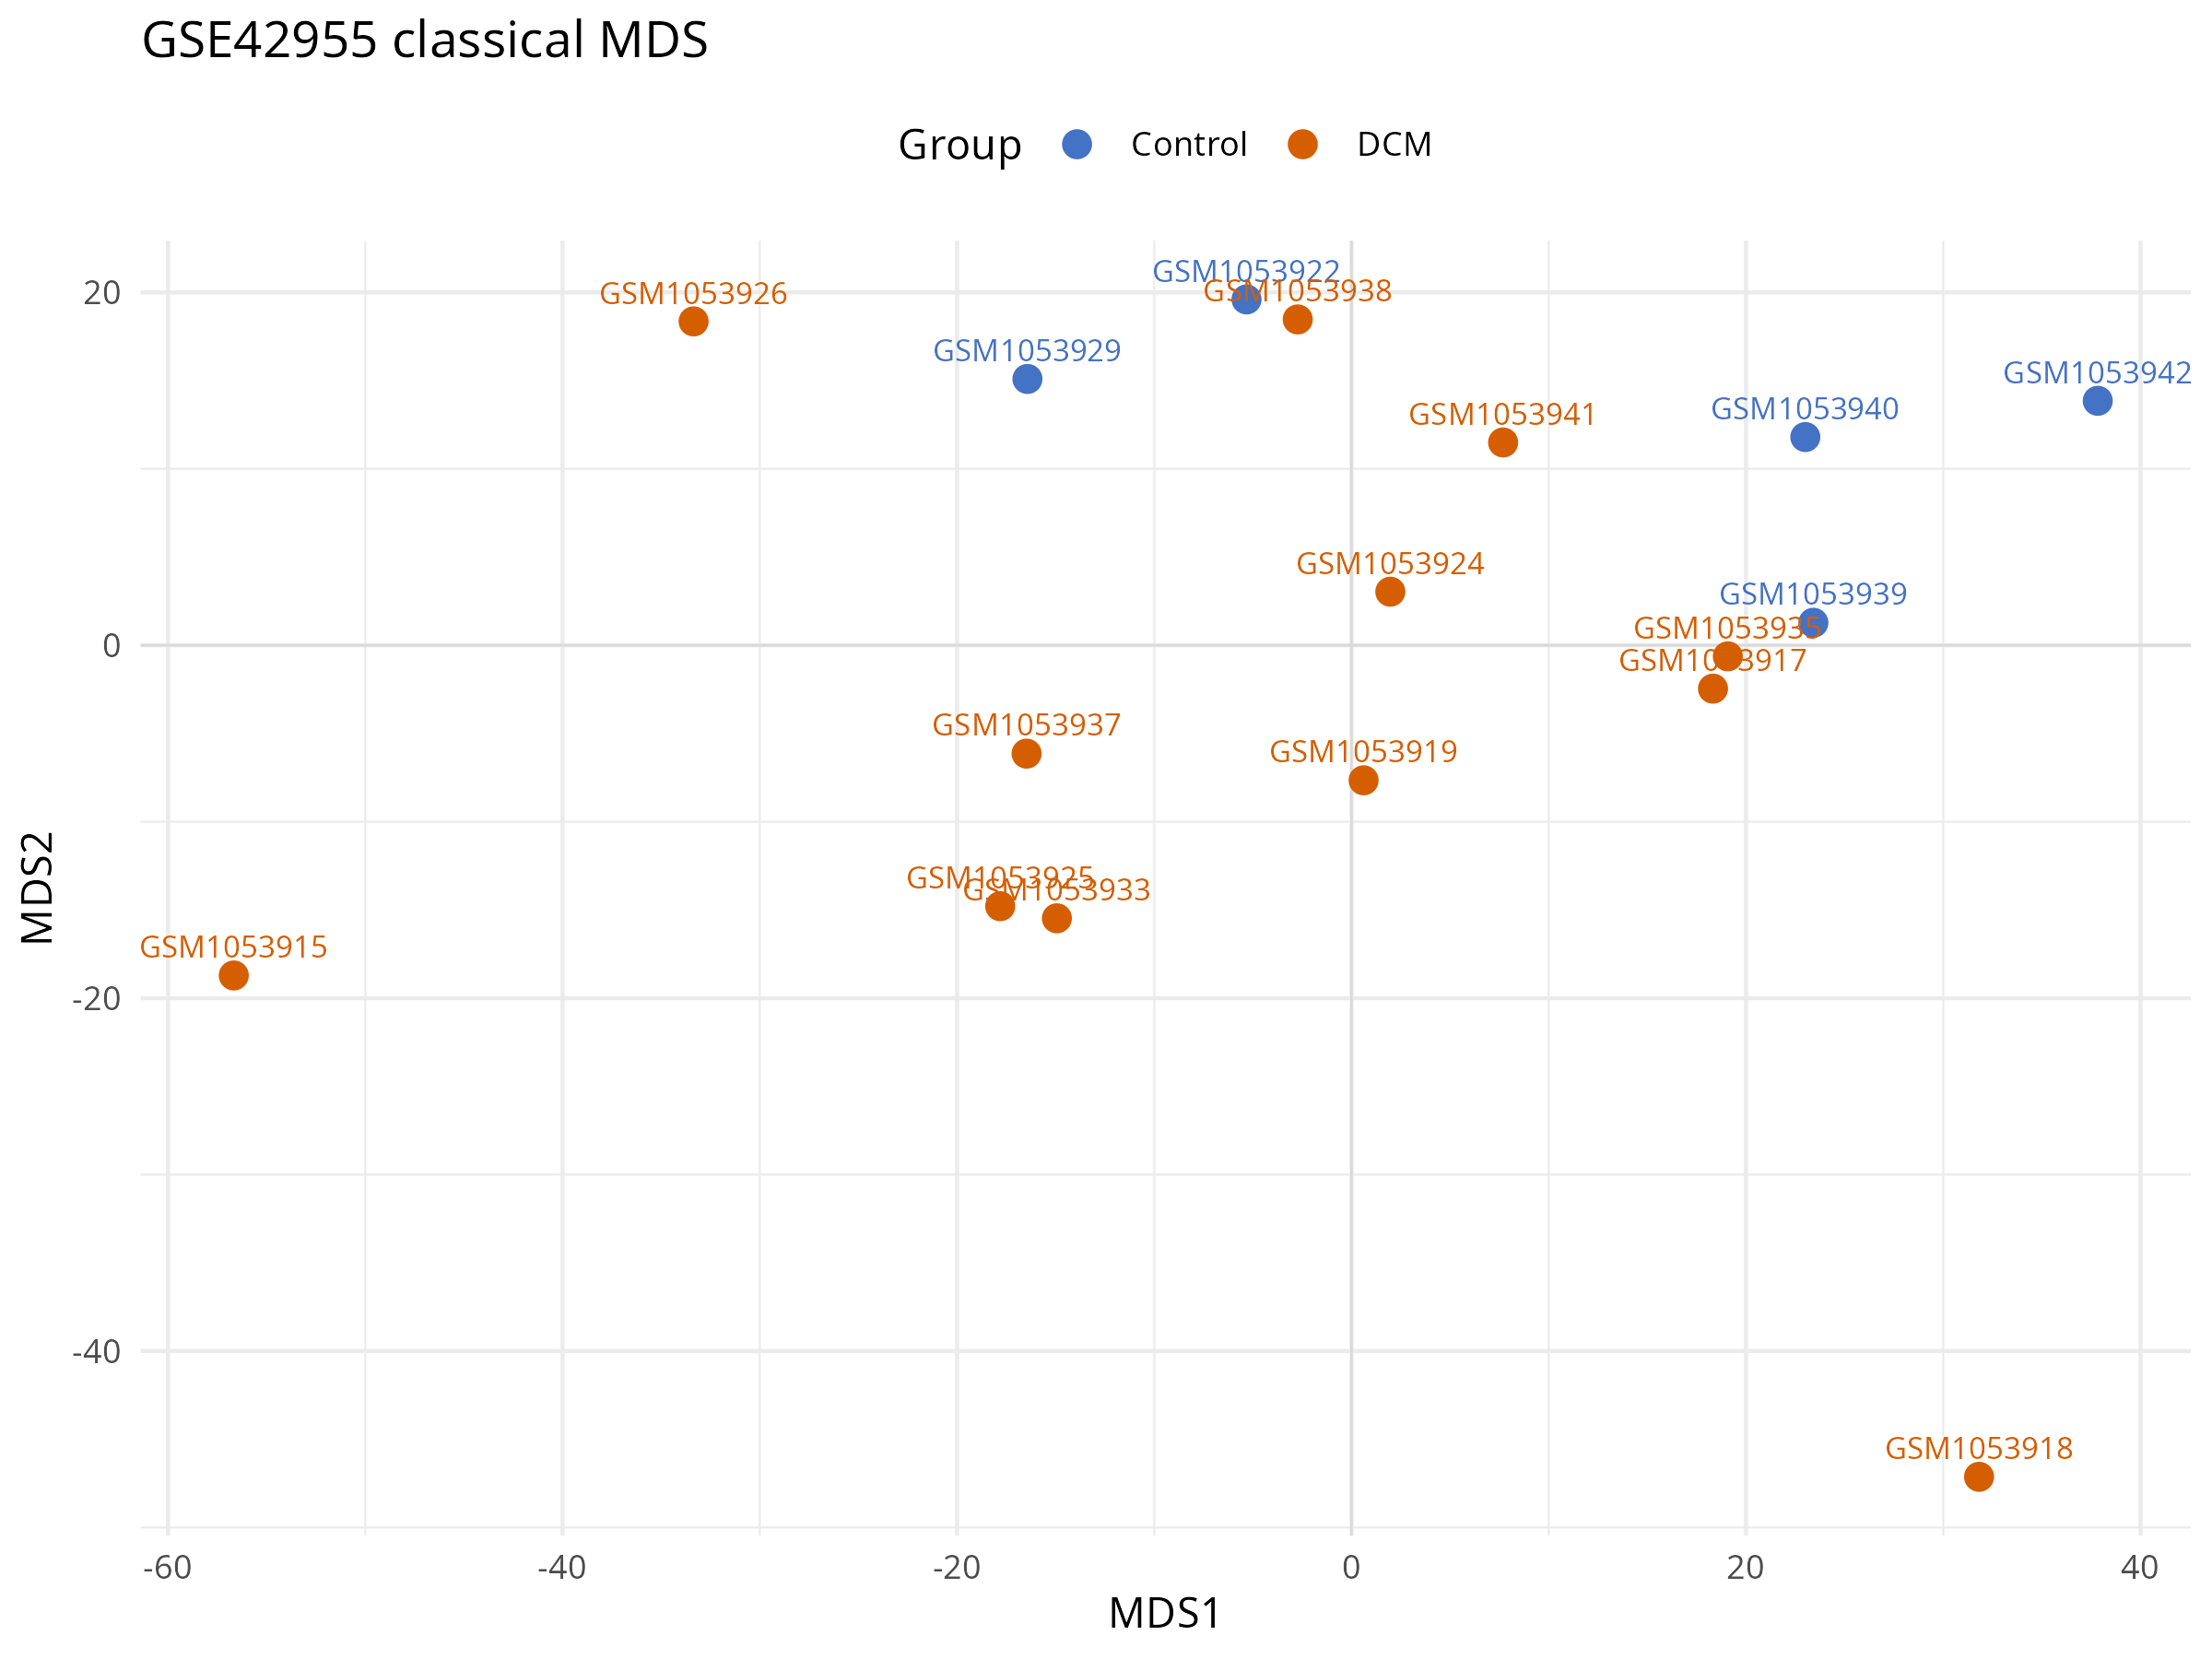 GSE42955 classical MDS
Group Control DCM
GSM1053922
GSM1053926
GSM1053938
GSM1053929
GSM1053942
GSM1053941
GSM1053940
GSM1053924
GSM1053939
GSM1053935
GSM1053917
GSM1053937
GSM1053919
GSM1053925
GSM1053933
GSM1053915
GSM1053918
20
0
-20
-40
MDS2
-60 -40 -20 0 20 40
MDS1